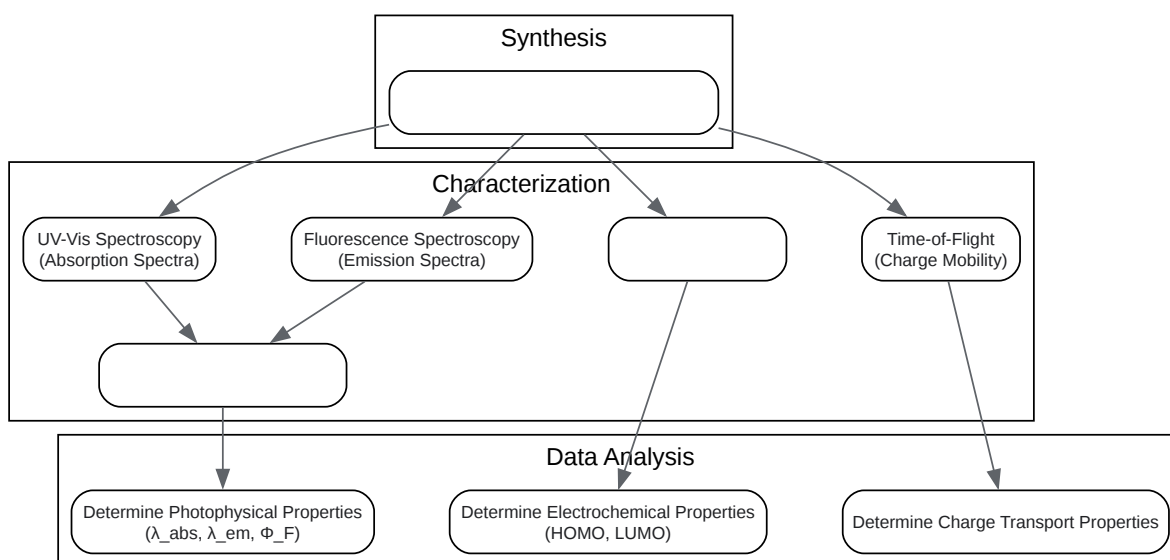 Synthesis
Characterization
UV-Vis Spectroscopy
(Absorption Spectra)
Fluorescence Spectroscopy
(Emission Spectra)
Time-of-Flight
(Charge Mobility)
Data Analysis
Determine Photophysical Properties
(λ_abs, λ_em, Φ_F)
Determine Electrochemical Properties
(HOMO, LUMO)
Determine Charge Transport Properties